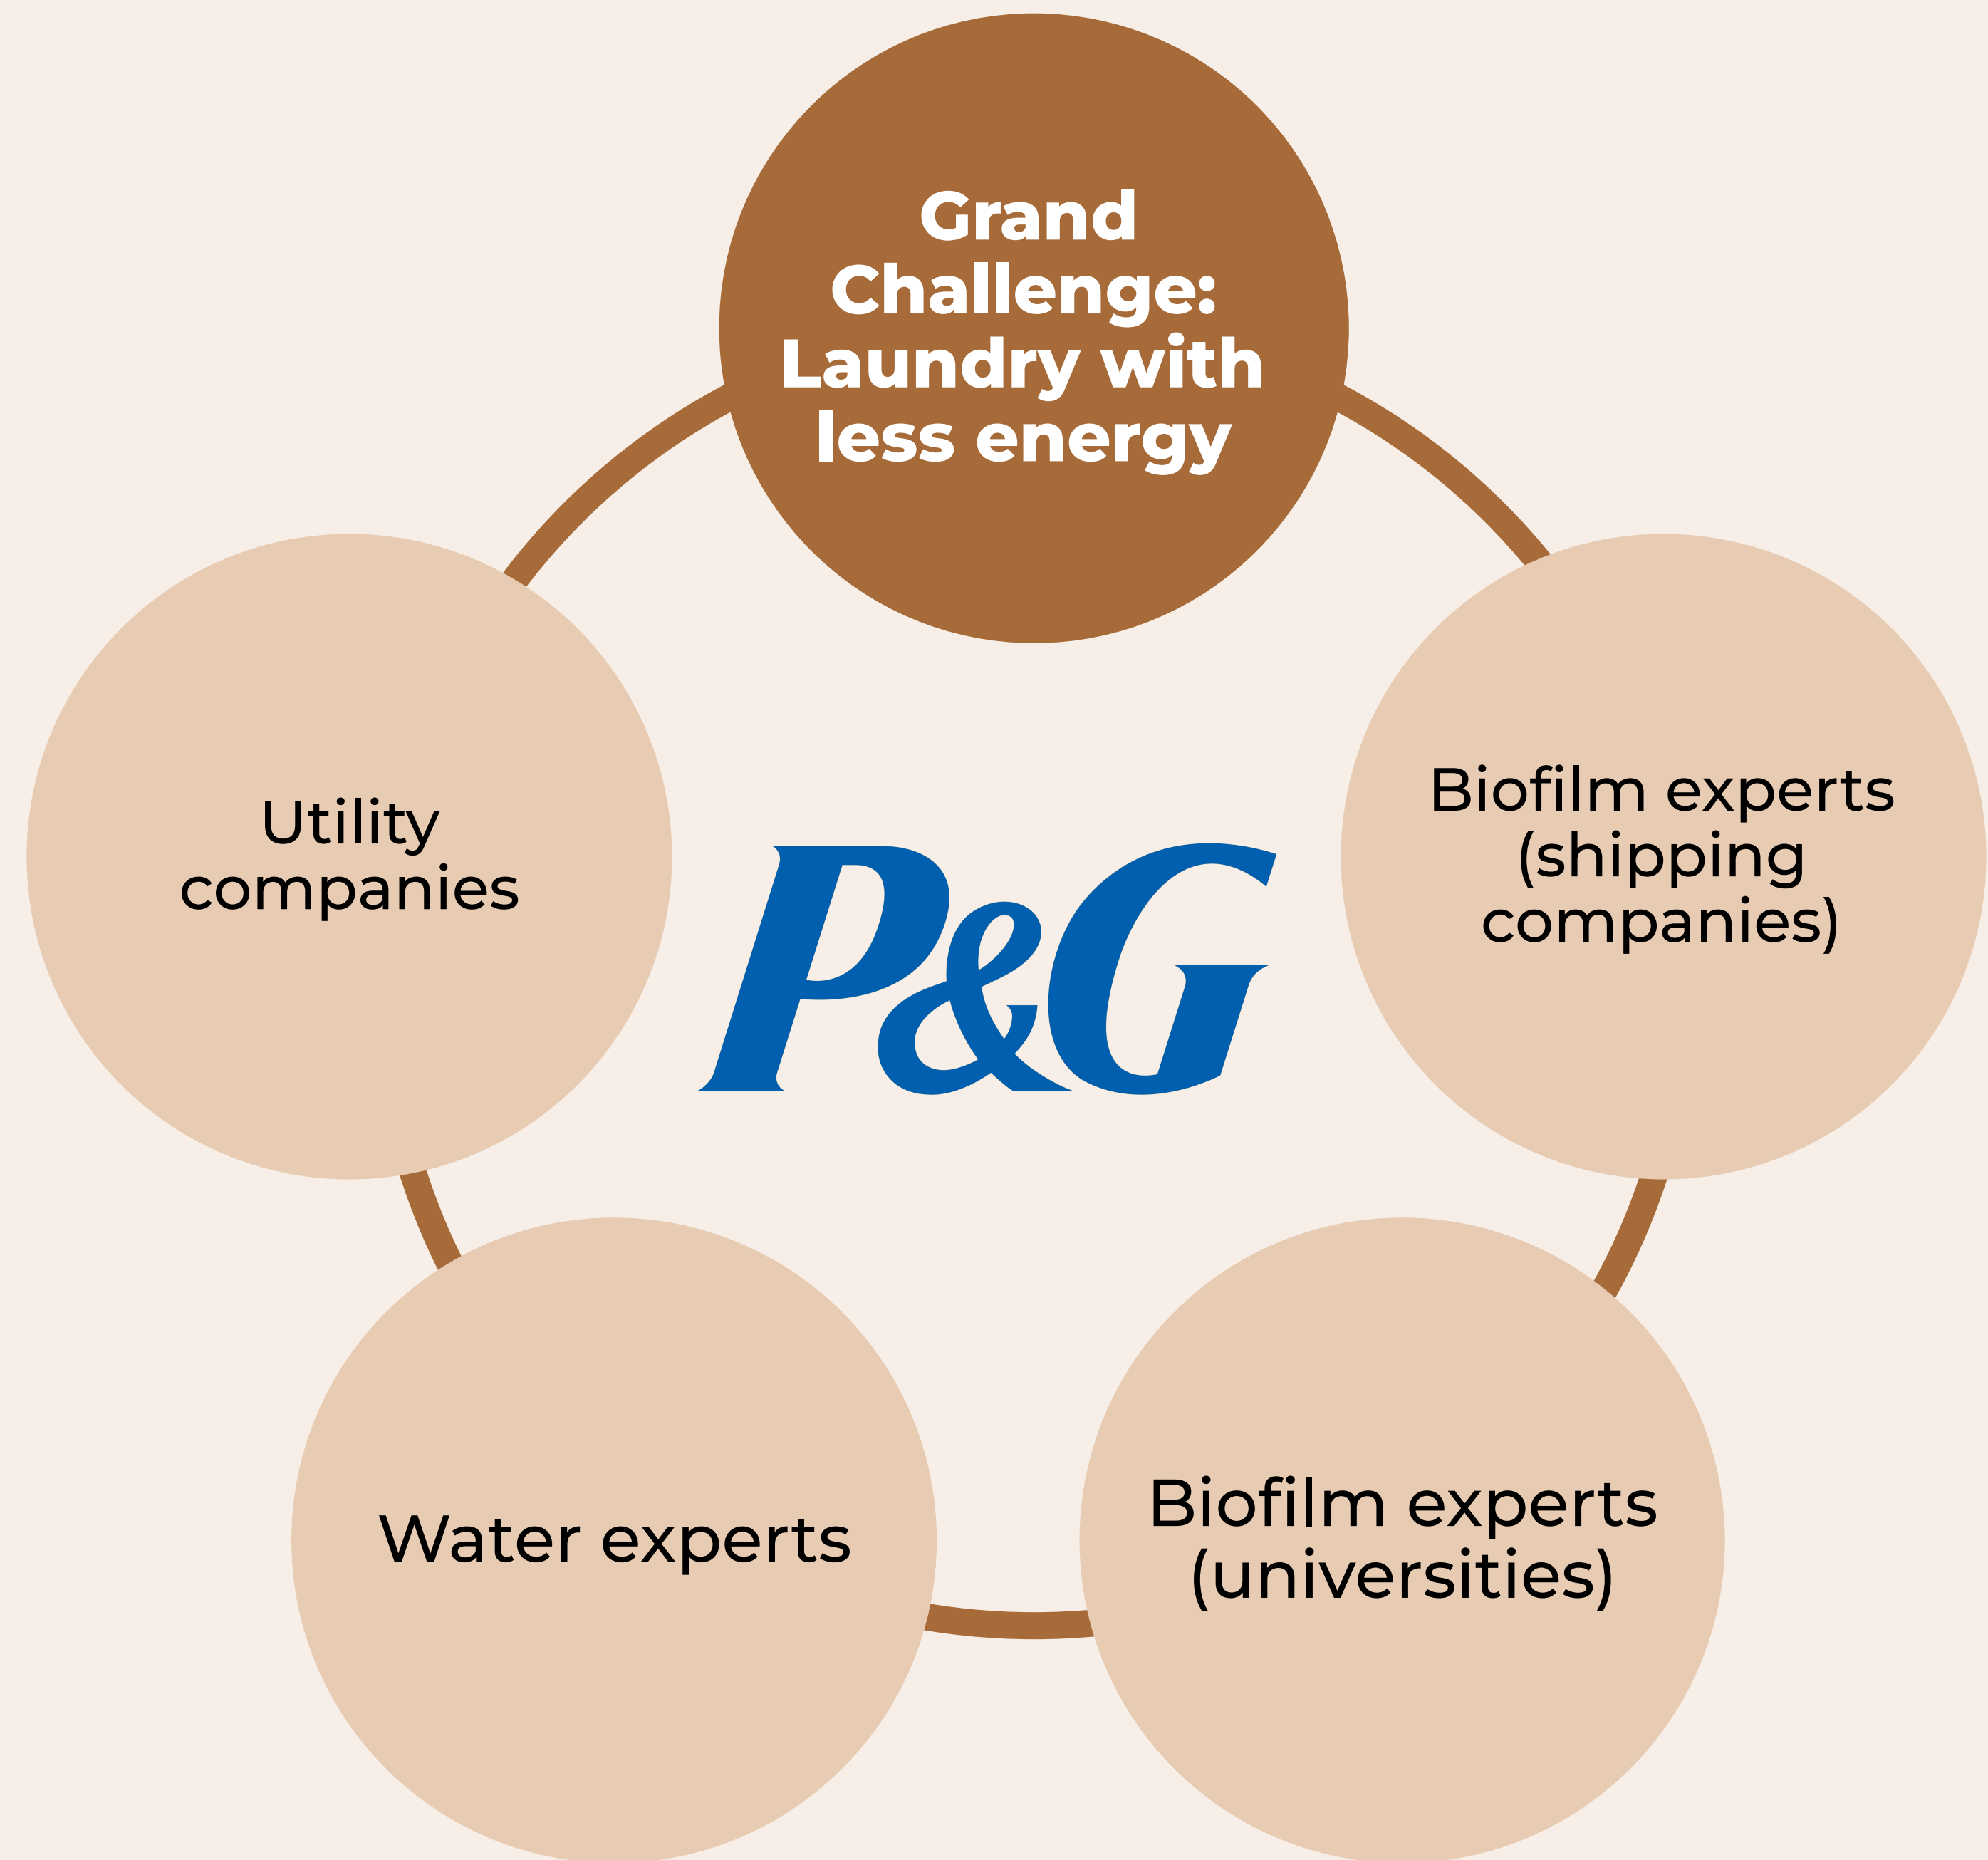 Grand
Challenge:
Laundry with
less energy
Utility
companies
Biofilm experts
(shipping
companies)
P&G
Water experts
Biofilm experts
(universities)